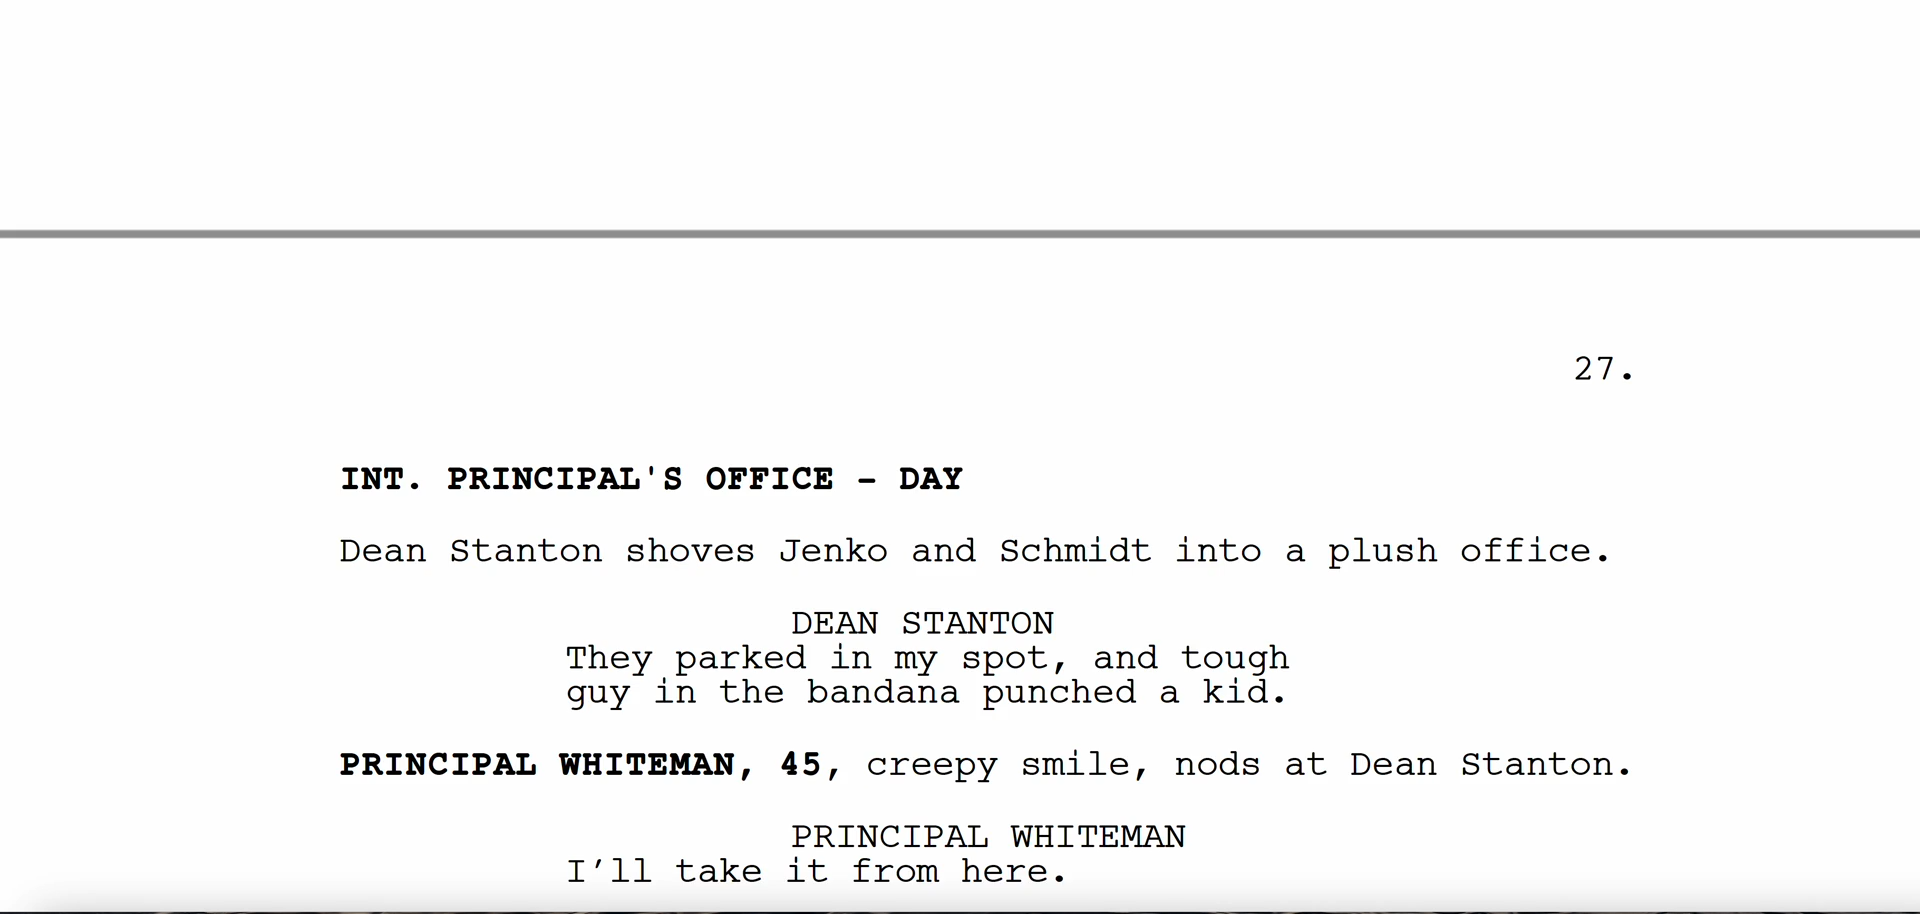 27.
INT. PRINCIPAL'S OFFICE - DAY
Dean Stanton shoves Jenko and Schmidt into a plush office.
DEAN STANTON
They parked in my spot, and tough
guy in the bandana punched a kid.
PRINCIPAL WHITEMAN, 45, creepy smile, nods at Dean Stanton.
PRINCIPAL WHITEMAN
I’ll take it from here.